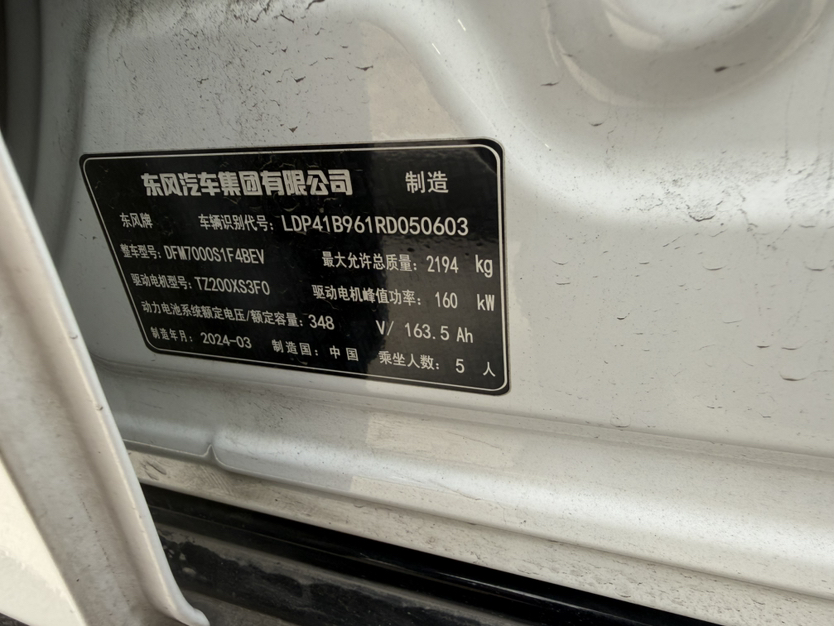 东风汽车集团有限公司 制造
东风牌 车辆识别代号: LDP41B961RD050603
整车型号: DFM7000S1F4BEV 最大允许总质量: 2194 kg
驱动电机型号: TZ200XS3F0 驱动电机峰值功率: 160 kW
动力电池系统额定电压/额定容量: 348 V/ 163.5 Ah
制造年月: 2024-03 制造国: 中国 乘坐人数: 5 人